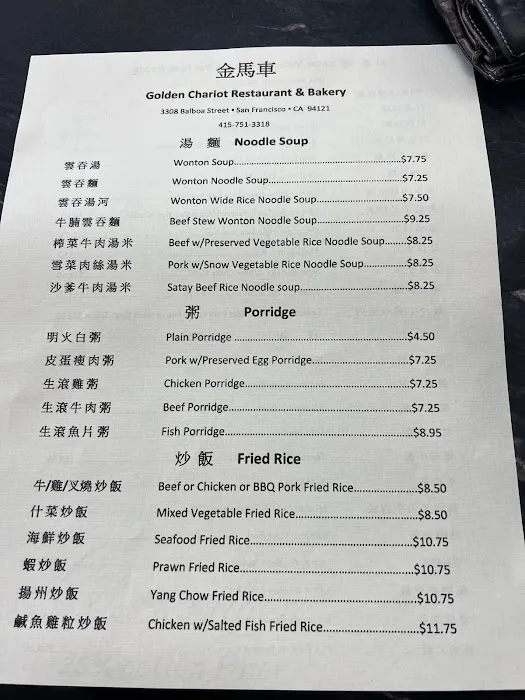 金馬車
Golden Chariot Restaurant & Bakery
3308 Balboa Street • San Francisco • CA 94121
415-751-3318
湯 麵 Noodle Soup
雲吞湯 Wonton Soup..........$7.75
雲吞麵 Wonton Noodle Soup..........$7.25
雲吞湯河 Wonton Wide Rice Noodle Soup..........$7.50
牛腩雲吞麵 Beef Stew Wonton Noodle Soup..........$9.25
榨菜牛肉湯米 Beef w/Preserved Vegetable Rice Noodle Soup.......$8.25
雪菜肉絲湯米 Pork w/Snow Vegetable Rice Noodle Soup..........$8.25
沙爹牛肉湯米 Satay Beef Rice Noodle soup..........$8.25
粥 Porridge
明火白粥 Plain Porridge ..........$4.50
皮蛋瘦肉粥 Pork w/Preserved Egg Porridge..........$7.25
生滾雞粥 Chicken Porridge..........$7.25
生滾牛肉粥 Beef Porridge..........$7.25
生滾魚片粥 Fish Porridge..........$8.95
炒 飯 Fried Rice
牛/雞/叉燒炒飯 Beef or Chicken or BBQ Pork Fried Rice..........$8.50
什菜炒飯 Mixed Vegetable Fried Rice..........$8.50
海鮮炒飯 Seafood Fried Rice..........$10.75
蝦炒飯 Prawn Fried Rice..........$10.75
揚州炒飯 Yang Chow Fried Rice..........$10.75
鹹魚雞粒炒飯 Chicken w/Salted Fish Fried Rice..........$11.75